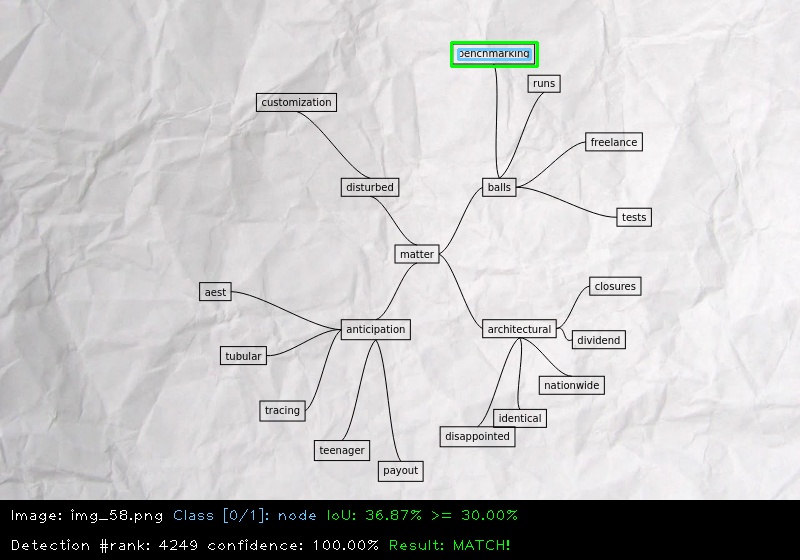 benchmarking
runs
customization
freelance
disturbed
balls
tests
matter
closures
aest
anticipation
architectural
dividend
tubular
nationwide
tracing
identical
disappointed
teenager
payout
Image: img_58.png Class [0/1]: node IoU: 36.87% >= 30.00%
Detection #rank: 4249 confidence: 100.00% Result: MATCH!